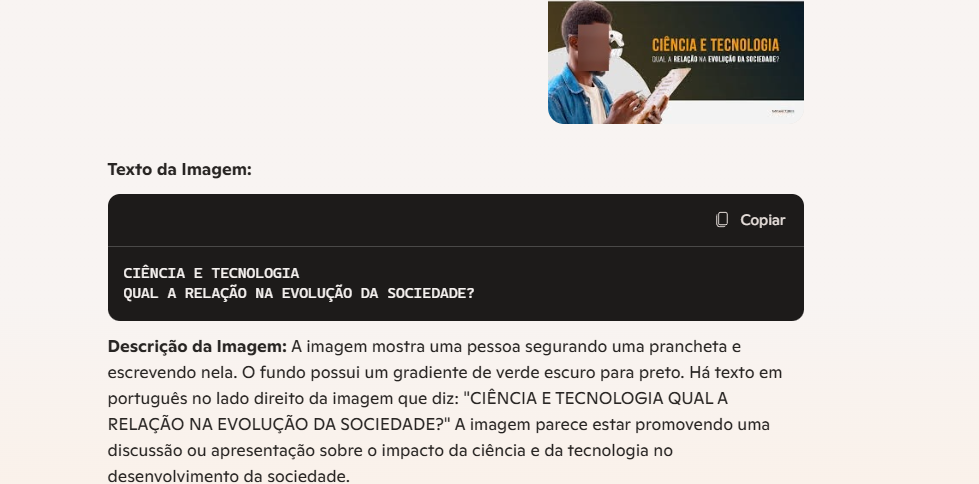 CIÊNCIA E TECNOLOGIA
QUAL A RELAÇÃO NA EVOLUÇÃO DA SOCIEDADE?
Texto da Imagem:
Copiar
CIÊNCIA E TECNOLOGIA
QUAL A RELAÇÃO NA EVOLUÇÃO DA SOCIEDADE?
Descrição da Imagem: A imagem mostra uma pessoa segurando uma prancheta e
escrevendo nela. O fundo possui um gradiente de verde escuro para preto. Há texto em
português no lado direito da imagem que diz: "CIÊNCIA E TECNOLOGIA QUAL A
RELAÇÃO NA EVOLUÇÃO DA SOCIEDADE?" A imagem parece estar promovendo uma
discussão ou apresentação sobre o impacto da ciência e da tecnologia no
desenvolvimento da sociedade.